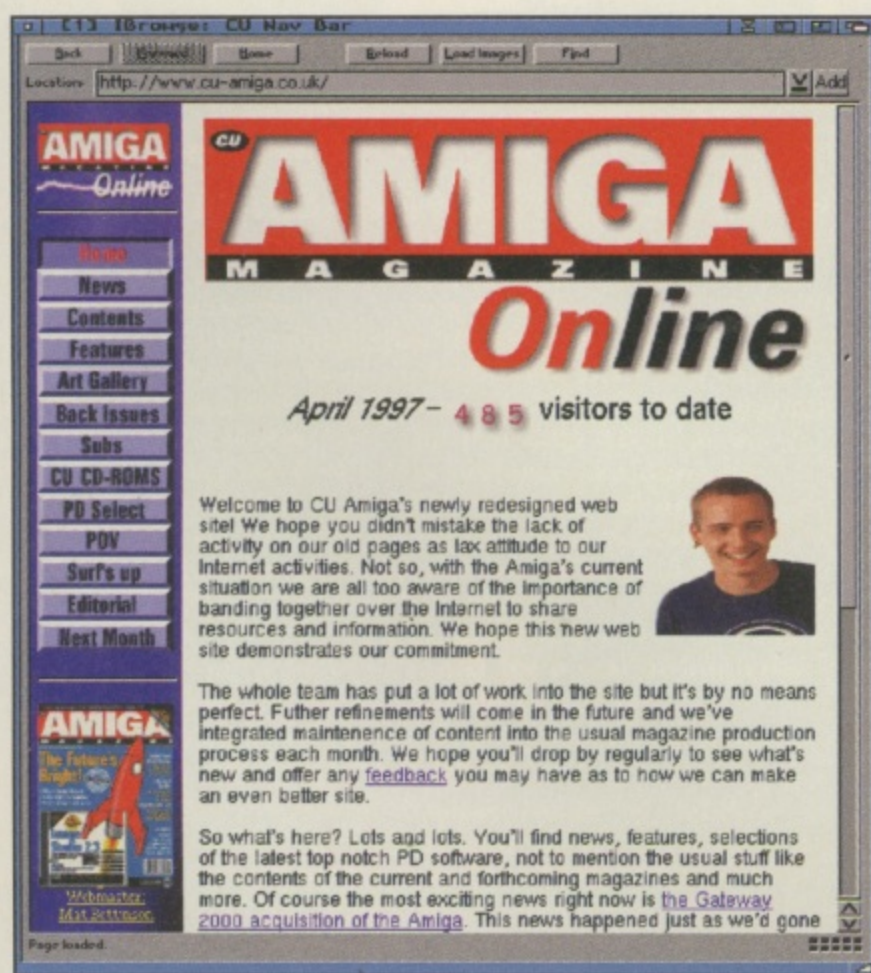 [1] IBrowse: CU Nav Bar
Back Forward Home Reload Load Images Find
Location: http://www.cu-amiga.co.uk/ Add
AMIGA
MAGAZINE
Online
Home
News
Contents
Features
Art Gallery
Back Issues
Subs
CU CD-ROMS
PD Select
POV
Surf's up
Editorial
Next Month
AMIGA
The Future's
Bright!
Webmaster:
Mat Bettinson
CU
AMIGA
MAGAZINE
Online
April 1997 - 485 visitors to date
Welcome to CU Amiga's newly redesigned web
site! We hope you didn't mistake the lack of
activity on our old pages as lax attitude to our
Internet activities. Not so, with the Amiga's current
situation we are all too aware of the importance of
banding together over the Internet to share
resources and information. We hope this new web
site demonstrates our commitment.
The whole team has put a lot of work into the site but it's by no means
perfect. Futher refinements will come in the future and we've
integrated maintenence of content into the usual magazine production
process each month. We hope you'll drop by regularly to see what's
new and offer any feedback you may have as to how we can make
an even better site.
So what's here? Lots and lots. You'll find news, features, selections
of the latest top notch PD software, not to mention the usual stuff like
the contents of the current and forthcoming magazines and much
more. Of course the most exciting news right now is the Gateway
2000 acquisition of the Amiga. This news happened just as we'd gone
Page loaded.